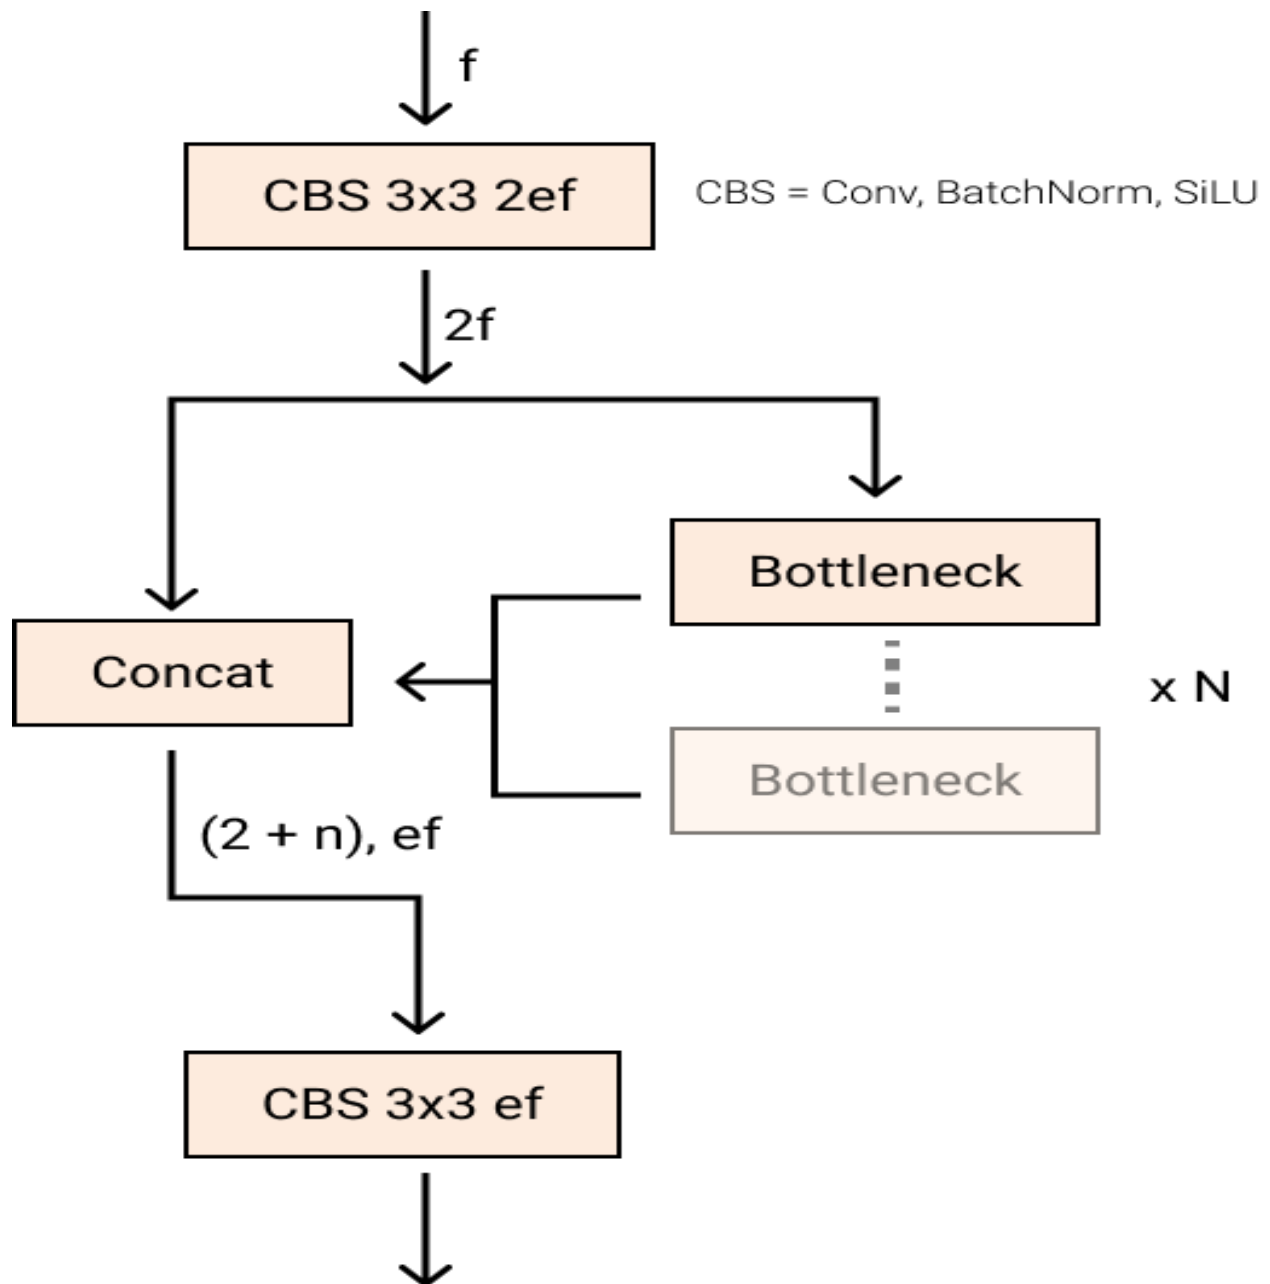 f
CBS 3x3 2ef
CBS = Conv, BatchNorm, SiLU
2f
Bottleneck
Concat
x N
Bottleneck
(2 + n), ef
CBS 3x3 ef